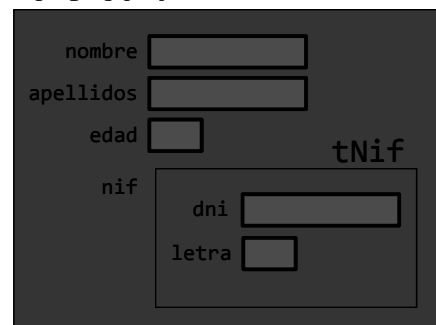 nombre
apellidos
edad
tNif
nif
dni
letra